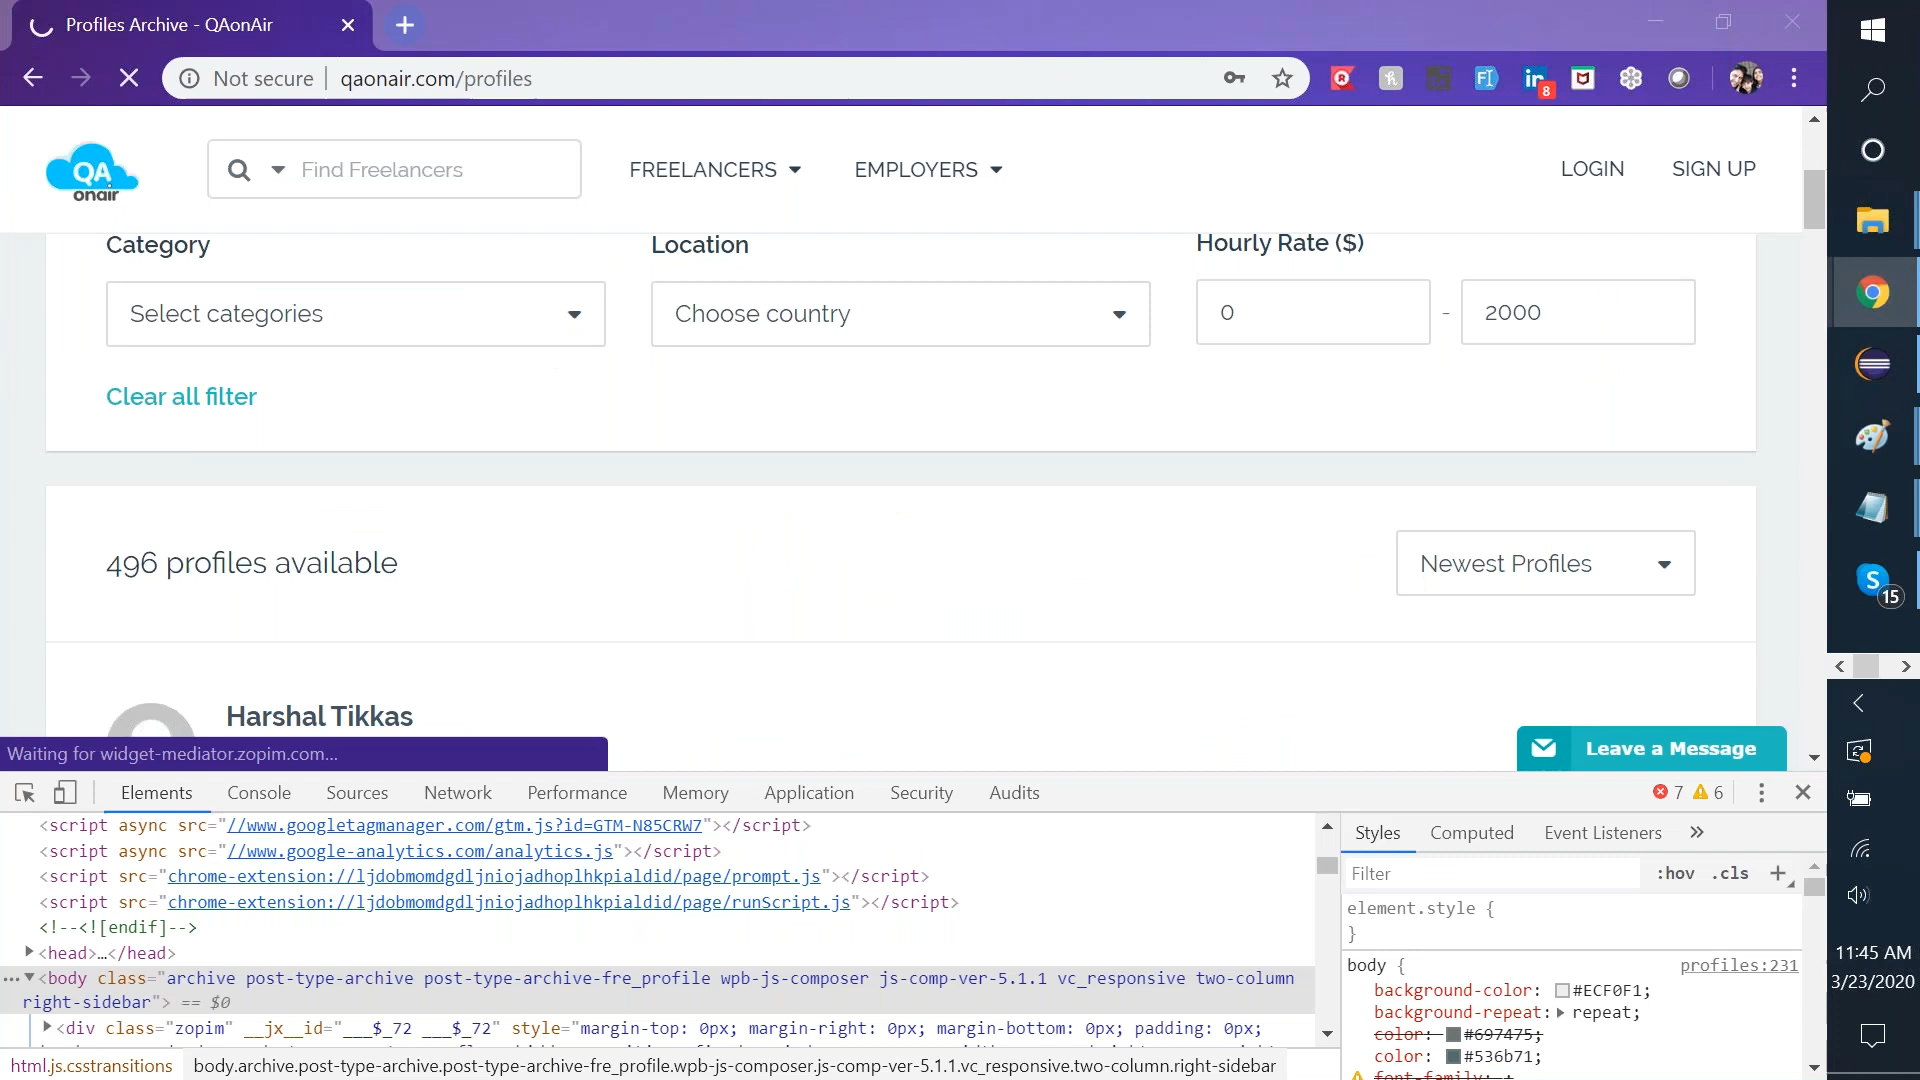 Profiles Archive - QAonAir
Not secure | qaonair.com/profiles
8
QA
onair
Find Freelancers
FREELANCERS
EMPLOYERS
LOGIN
SIGN UP
Category
Location
Hourly Rate ($)
Select categories
Choose country
0
-
2000
Clear all filter
496 profiles available
Newest Profiles
Harshal Tikkas
Waiting for widget-mediator.zopim.com...
Leave a Message
Elements
Console
Sources
Network
Performance
Memory
Application
Security
Audits
7
6
<script async src="//www.googletagmanager.com/gtm.js?id=GTM-N85CRW7"></script>
<script async src="//www.google-analytics.com/analytics.js"></script>
<script src="chrome-extension://ljdobmomdgdljniojadhoplhkpialdid/page/prompt.js"></script>
<script src="chrome-extension://ljdobmomdgdljniojadhoplhkpialdid/page/runScript.js"></script>
<!--<![endif]-->
<head>…</head>
<body class="archive post-type-archive post-type-archive-fre_profile wpb-js-composer js-comp-ver-5.1.1 vc_responsive two-column
right-sidebar"> == $0
<div class="zopim" __jx__id="___$_72 ___$_72" style="margin-top: 0px; margin-right: 0px; margin-bottom: 0px; padding: 0px;
html.js.csstransitions
body.archive.post-type-archive.post-type-archive-fre_profile.wpb-js-composer.js-comp-ver-5.1.1.vc_responsive.two-column.right-sidebar
Styles
Computed
Event Listeners
Filter
:hov
.cls
element.style {
}
body {
profiles:231
background-color: #ECF0F1;
background-repeat: repeat;
color: #697475;
color: #536b71;
font-family:
15
11:45 AM
3/23/2020